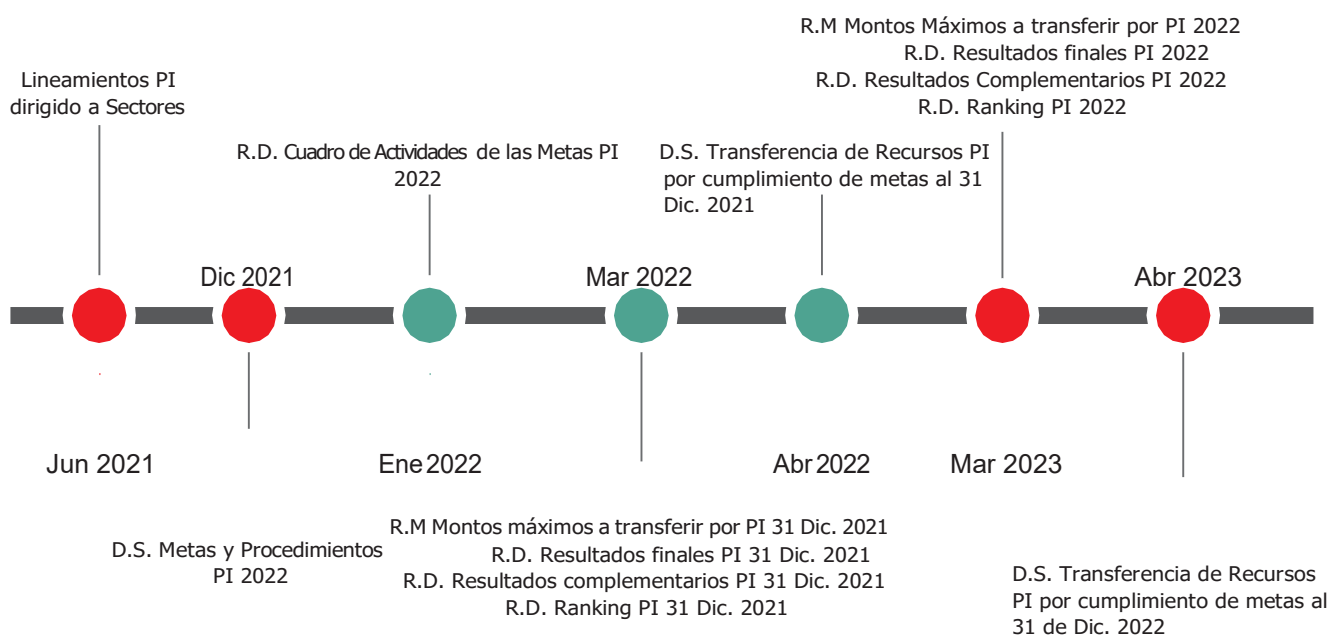 R.M Montos Máximos a transferir por PI 2022
R.D. Resultados finales PI 2022
R.D. Resultados Complementarios PI 2022
R.D. Ranking PI 2022
Lineamientos PI
dirigido a Sectores
R.D. Cuadro de Actividades de las Metas PI
2022
D.S. Transferencia de Recursos PI
por cumplimiento de metas al 31
Dic. 2021
Dic 2021
Mar 2022
Abr 2023
Jun 2021
Ene 2022
Abr 2022
Mar 2023
D.S. Metas y Procedimientos
PI 2022
R.M Montos máximos a transferir por PI 31 Dic. 2021
R.D. Resultados finales PI 31 Dic. 2021
R.D. Resultados complementarios PI 31 Dic. 2021
R.D. Ranking PI 31 Dic. 2021
D.S. Transferencia de Recursos
PI por cumplimiento de metas al
31 de Dic. 2022